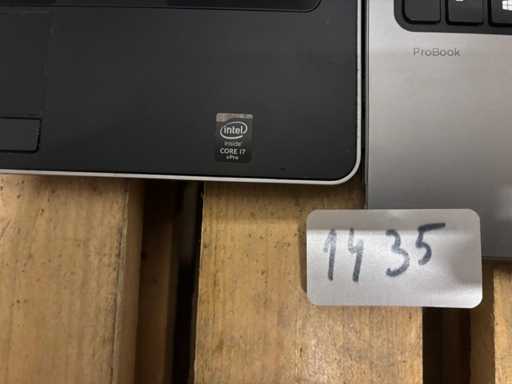 ProBook
intel
inside
CORE i7
vPro
1435